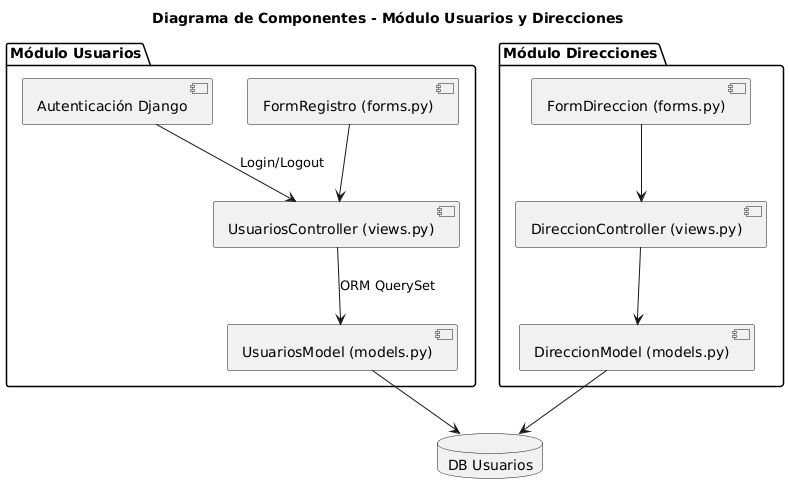 Diagrama de Componentes - Módulo Usuarios y Direcciones
Módulo Usuarios
Módulo Direcciones
Autenticación Django
FormRegistro (forms.py)
FormDireccion (forms.py)
Login/Logout
UsuariosController (views.py)
DireccionController (views.py)
ORM QuerySet
UsuariosModel (models.py)
DireccionModel (models.py)
DB Usuarios